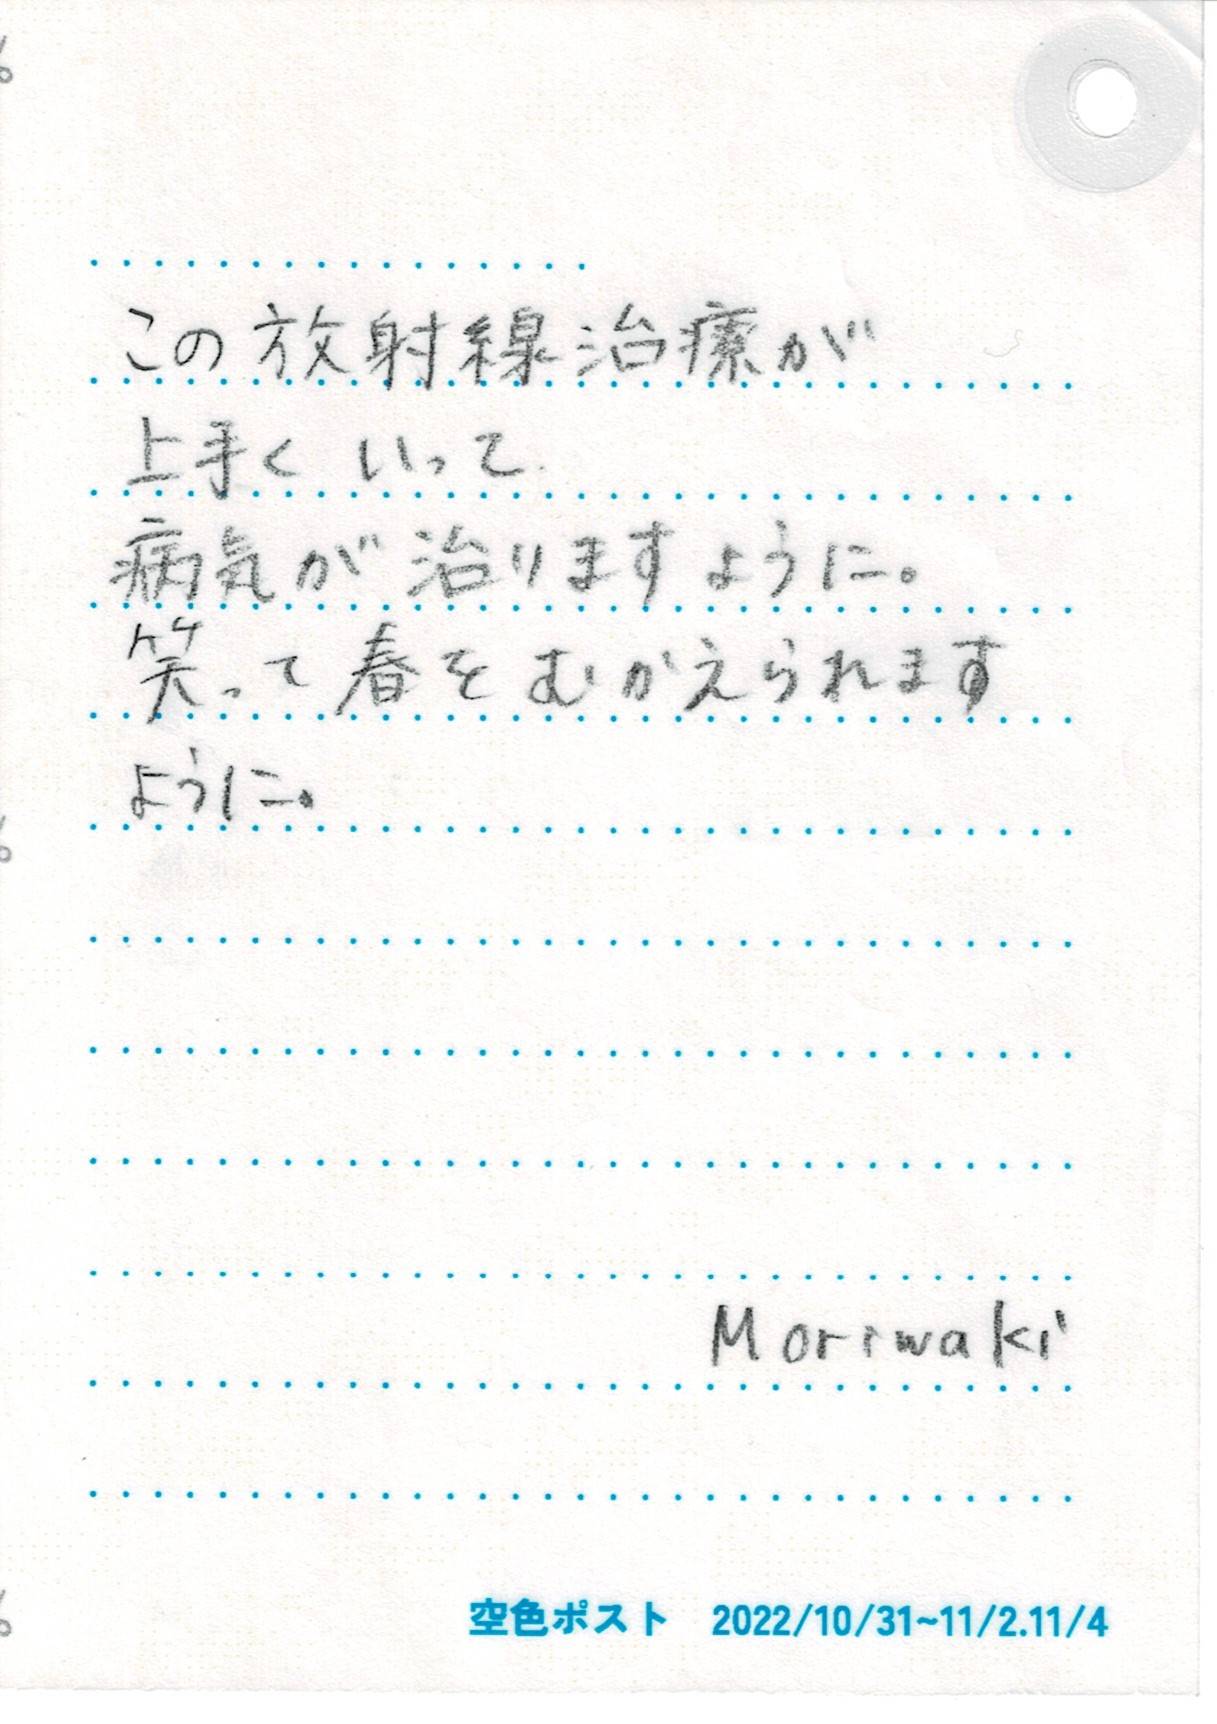 この放射線治療が
上手くいって
病気が治りますように。
笑って春をむかえられます
ように。
Moriwaki
空色ポスト 2022/10/31~11/2.11/4